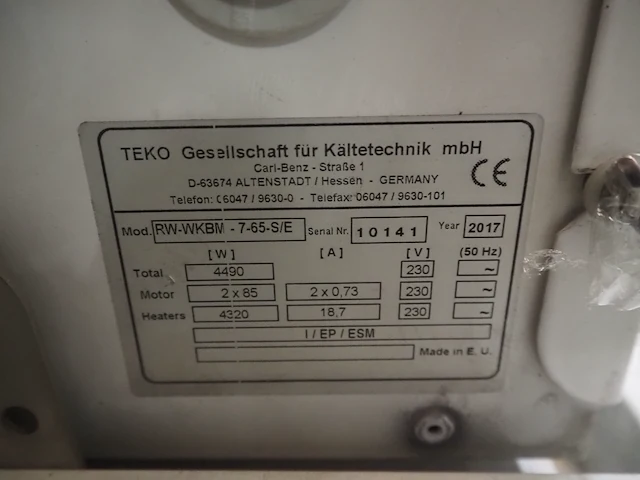 TEKO Gesellschaft für Kältetechnik mbH
Carl-Benz - Straße 1
D-63674 ALTENSTADT / Hessen - GERMANY
CE
Telefon: 06047 / 9630-0 - Telefax: 06047 / 9630-101
Mod. RW-WKBM - 7-65-S/E Serial Nr. 10141 Year 2017
[ W ] [ A ] [ V ] (50 Hz)
Total 4490 230 ~
Motor 2 x 85 2 x 0,73 230 ~
Heaters 4320 18,7 230 ~
I / EP / ESM
Made in E. U.